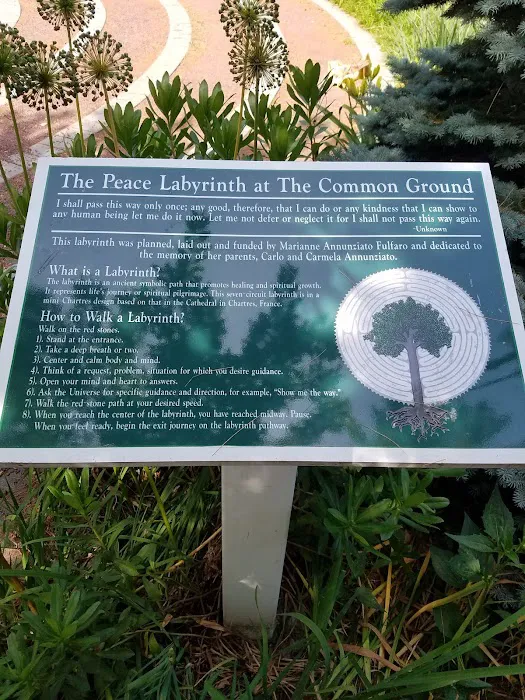 The Peace Labyrinth at The Common Ground
I shall pass this way only once; any good, therefore, that I can do or any kindness that I can show to
any human being let me do it now. Let me not defer or neglect it for I shall not pass this way again.
-Unknown
This labyrinth was planned, laid out and funded by Marianne Annunziato Fulfaro and dedicated to
the memory of her parents, Carlo and Carmela Annunziato.
What is a Labyrinth?
The labyrinth is an ancient symbolic path that promotes healing and spiritual growth.
It represents life's journey or spiritual pilgrimage. This seven circuit labyrinth is in a
mini Chartres design based on that in the Cathedral in Chartres, France.
How to Walk a Labyrinth?
Walk on the red stones.
1). Stand at the entrance.
2). Take a deep breath or two.
3). Center and calm body and mind.
4). Think of a request, problem, situation for which you desire guidance.
5). Open your mind and heart to answers.
6). Ask the Universe for specific guidance and direction, for example, "Show me the way."
7). Walk the red stone path at your desired speed.
8). When you reach the center of the labyrinth, you have reached midway. Pause.
When you feel ready, begin the exit journey on the labyrinth pathway.